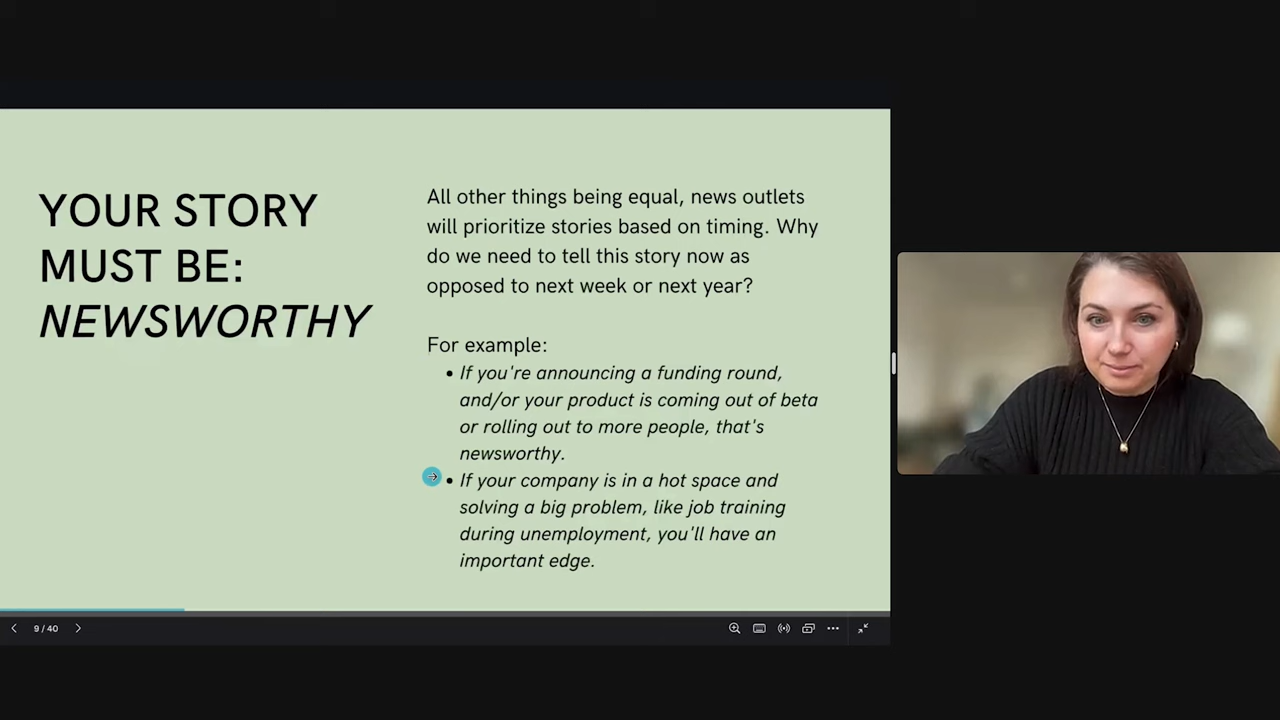 YOUR STORY
MUST BE:
NEWSWORTHY
All other things being equal, news outlets
will prioritize stories based on timing. Why
do we need to tell this story now as
opposed to next week or next year?
For example:
• If you're announcing a funding round,
and/or your product is coming out of beta
or rolling out to more people, that's
newsworthy.
• If your company is in a hot space and
solving a big problem, like job training
during unemployment, you'll have an
important edge.
9 / 40